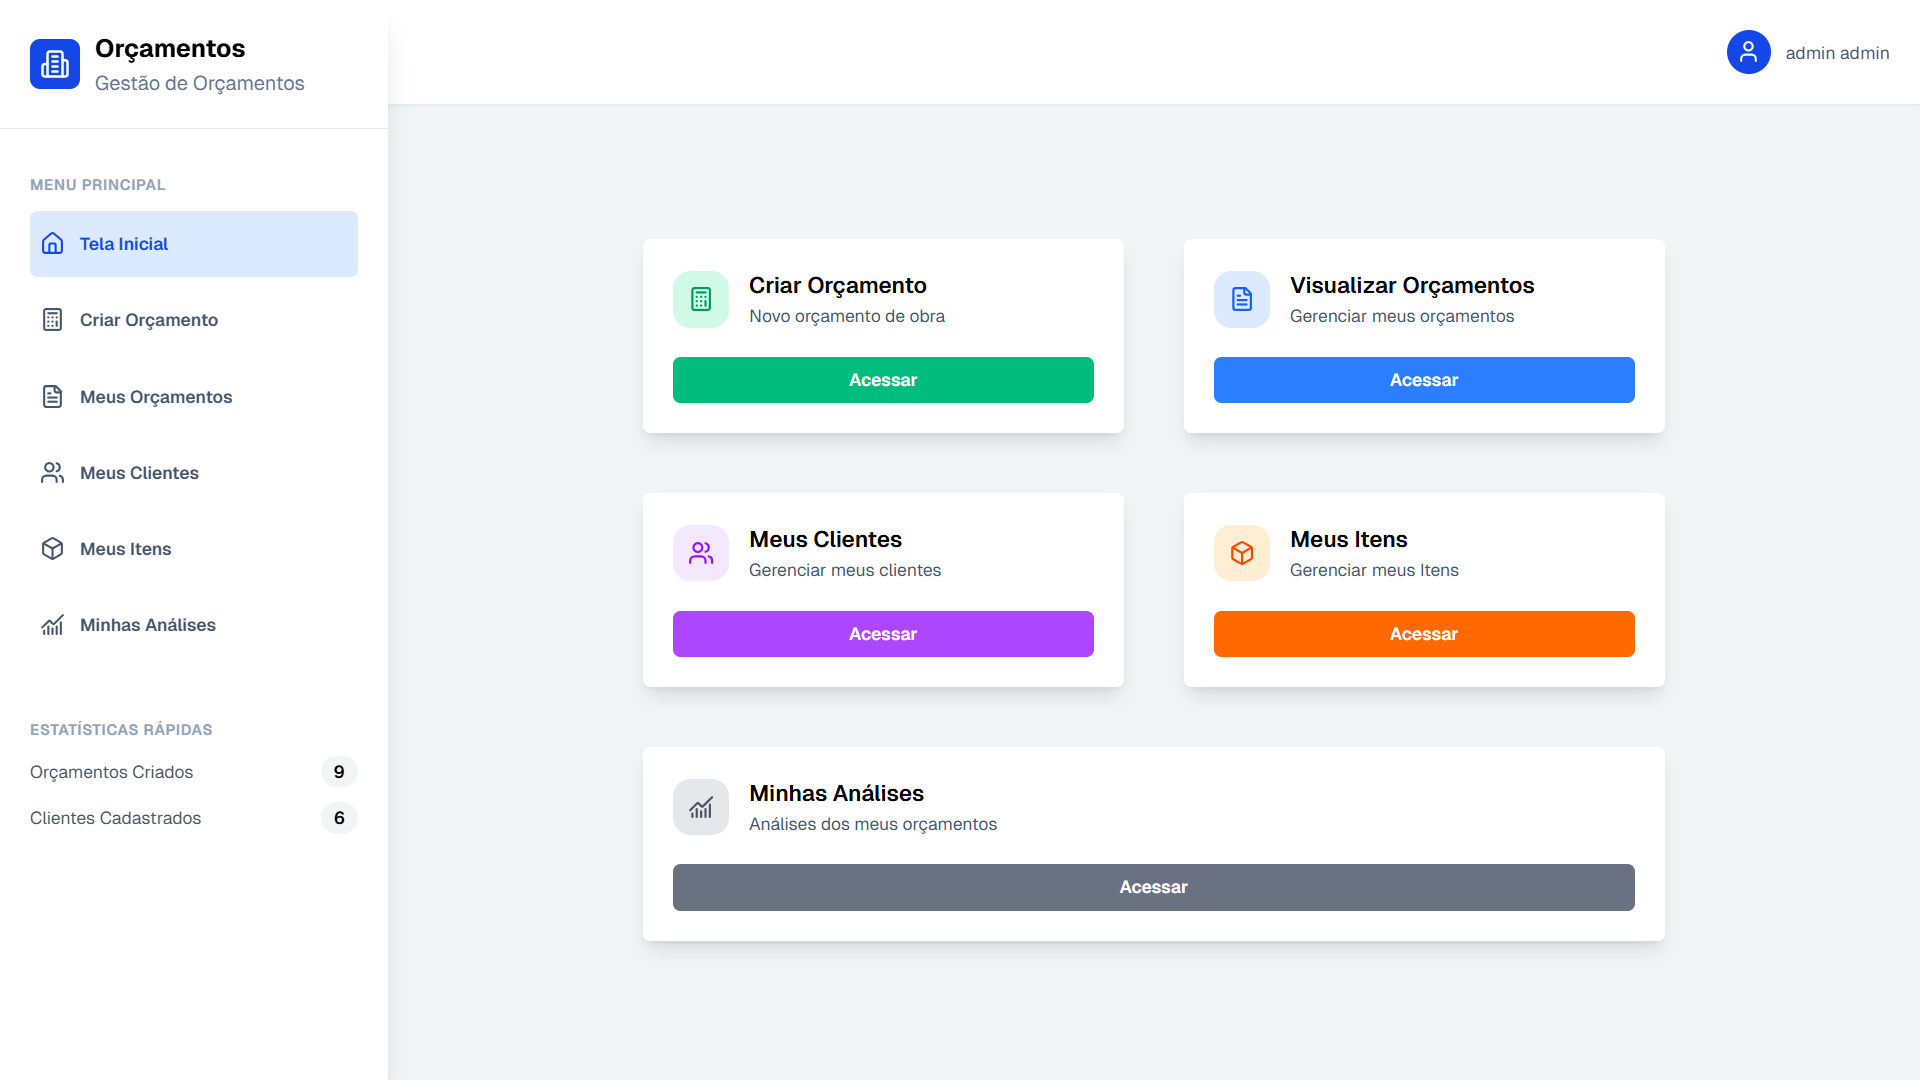 Orçamentos
Gestão de Orçamentos
admin admin
MENU PRINCIPAL
Tela Inicial
Criar Orçamento
Meus Orçamentos
Meus Clientes
Meus Itens
Minhas Análises
ESTATÍSTICAS RÁPIDAS
Orçamentos Criados 9
Clientes Cadastrados 6
Criar Orçamento
Novo orçamento de obra
Acessar
Visualizar Orçamentos
Gerenciar meus orçamentos
Acessar
Meus Clientes
Gerenciar meus clientes
Acessar
Meus Itens
Gerenciar meus Itens
Acessar
Minhas Análises
Análises dos meus orçamentos
Acessar